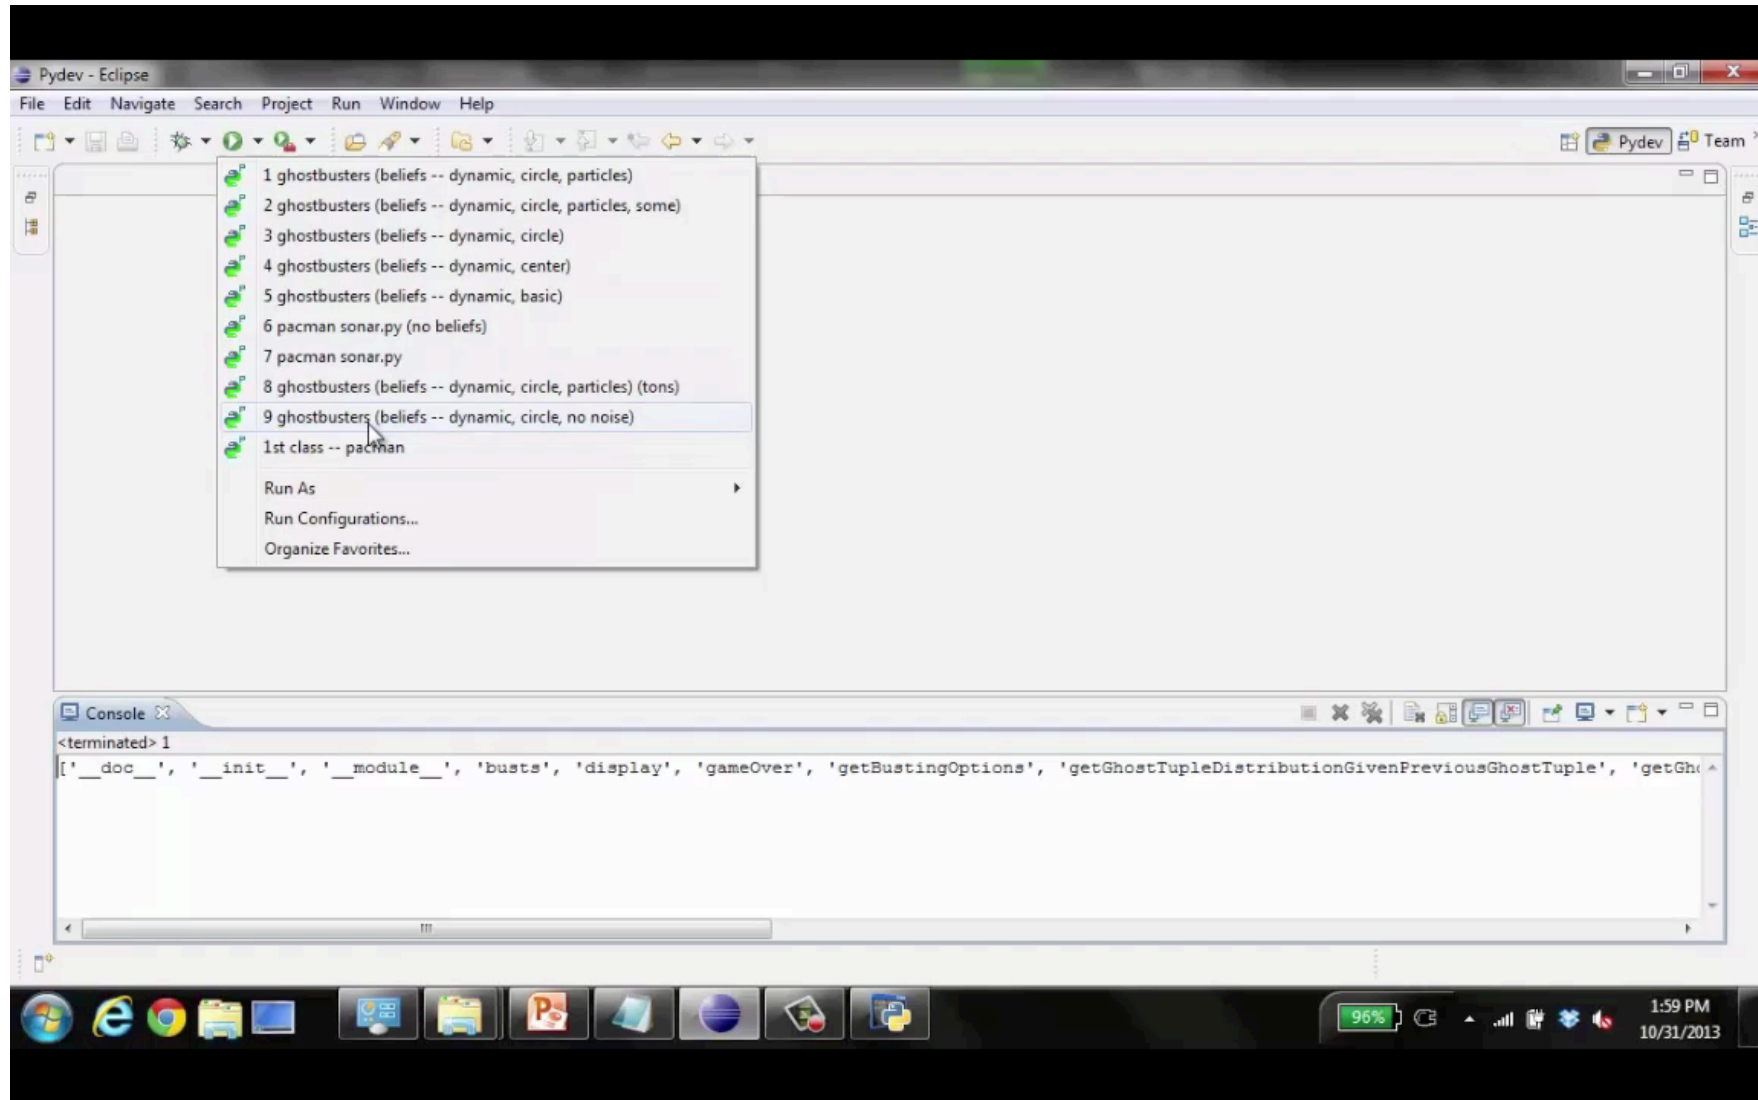 Pydev - Eclipse
File Edit Navigate Search Project Run Window Help
Pydev Team
1 ghostbusters (beliefs -- dynamic, circle, particles)
2 ghostbusters (beliefs -- dynamic, circle, particles, some)
3 ghostbusters (beliefs -- dynamic, circle)
4 ghostbusters (beliefs -- dynamic, center)
5 ghostbusters (beliefs -- dynamic, basic)
6 pacman sonar.py (no beliefs)
7 pacman sonar.py
8 ghostbusters (beliefs -- dynamic, circle, particles) (tons)
9 ghostbusters (beliefs -- dynamic, circle, no noise)
1st class -- pacman
Run As
Run Configurations...
Organize Favorites...
Console
<terminated> 1
['__doc__', '__init__', '__module__', 'busts', 'display', 'gameOver', 'getBustingOptions', 'getGhostTupleDistributionGivenPreviousGhostTuple', 'getGh
96%
1:59 PM
10/31/2013